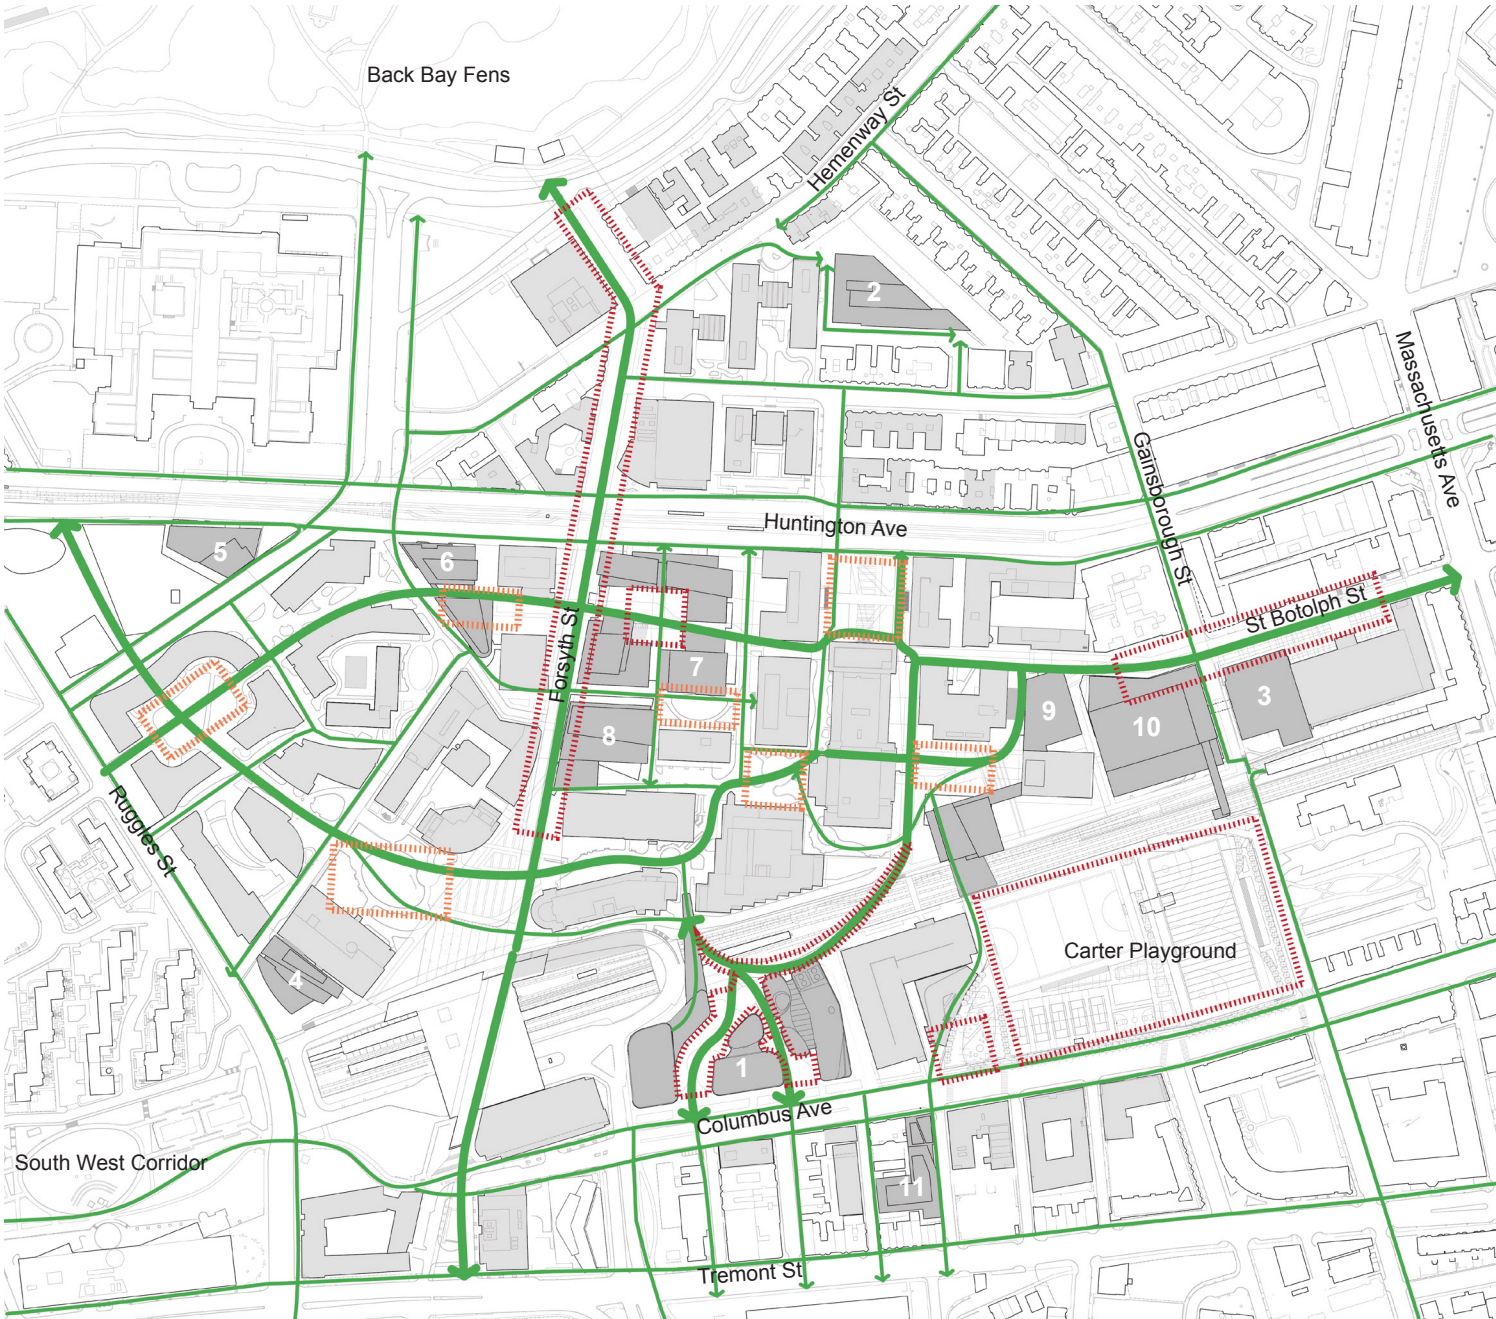 Back Bay Fens
Hemenway St
2
Massachusetts Ave
Gainsborough St
Huntington Ave
5
6
St Botolph St
Forsyth St
7
3
9
10
8
Ruggles St
Carter Playground
4
1
Columbus Ave
South West Corridor
11
Tremont St